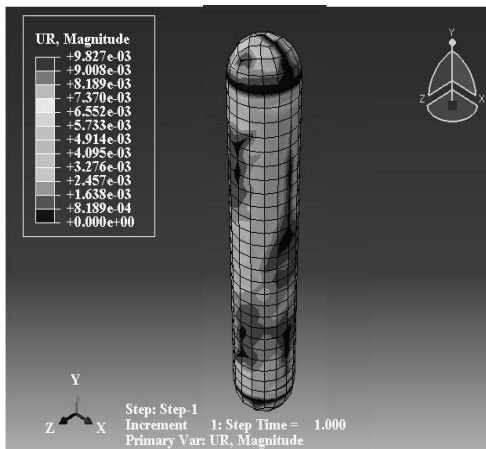 UR, Magnitude
+9.827e-03
+9.008e-03
+8.189e-03
+7.370e-03
+6.552e-03
+5.733e-03
+4.914e-03
+4.095e-03
+3.276e-03
+2.457e-03
+1.638e-03
+8.189e-04
+0.000e+00
Y
Z X
Y
Z X
Step: Step-1
Increment 1: Step Time = 1.000
Primary Var: UR, Magnitude